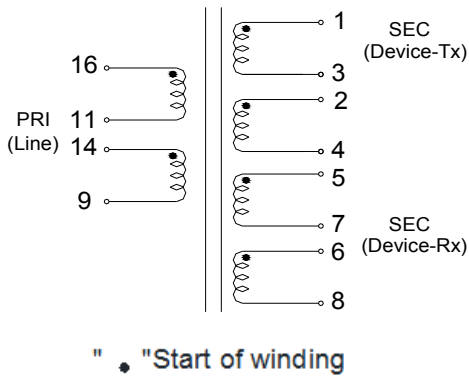 1
SEC
(Device-Tx)
16
3
2
PRI
(Line)
11
14
4
5
9
7
SEC
(Device-Rx)
6
8
" • "Start of winding